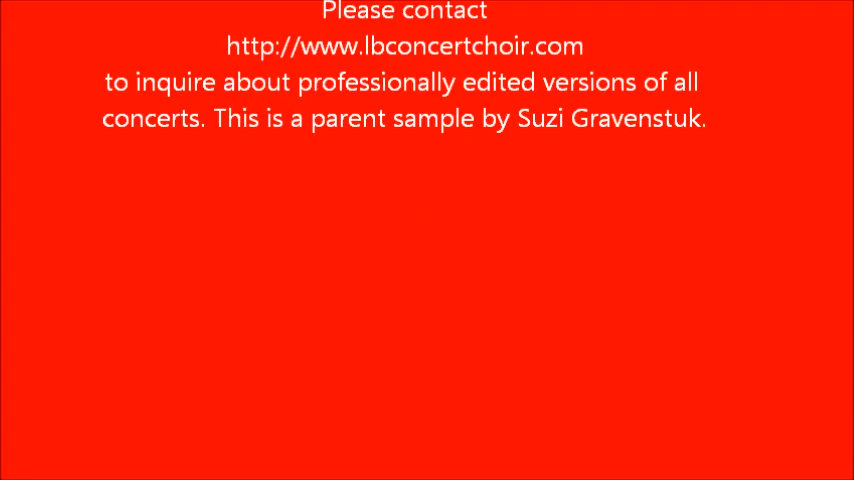 Please contact
http://www.lbconcertchoir.com
to inquire about professionally edited versions of all
concerts. This is a parent sample by Suzi Gravenstuk.